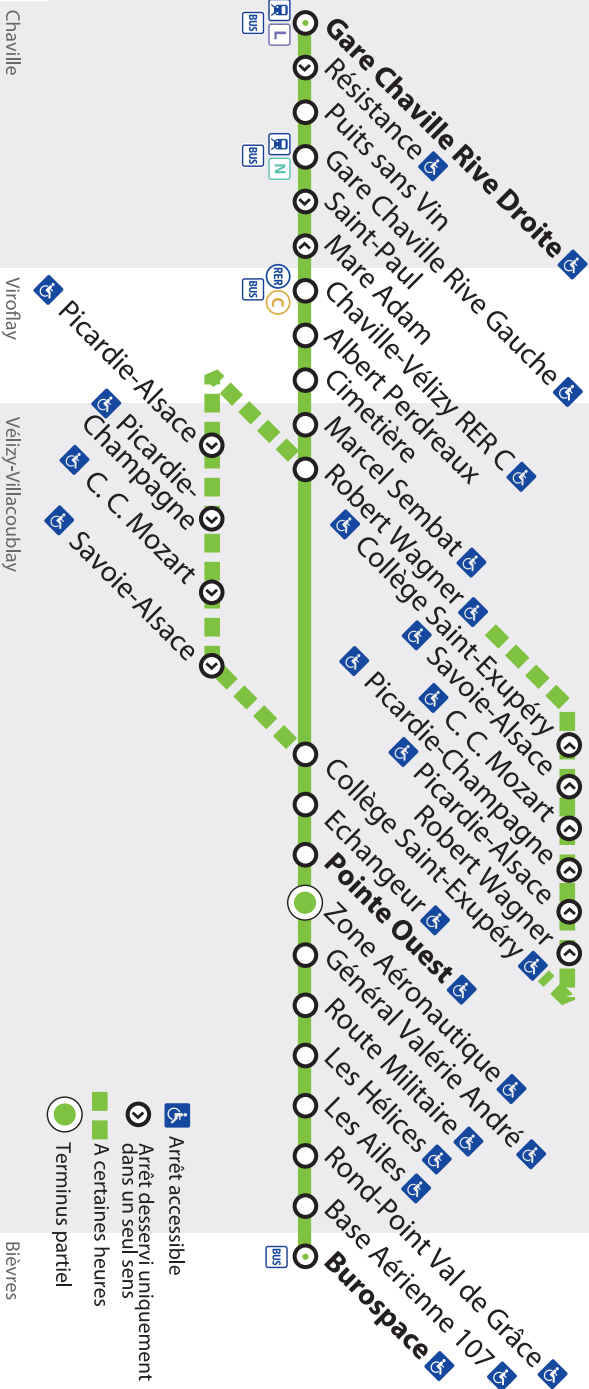 Gare Chaville Rive Droite
Résistance
Puits sans Vin
Gare Chaville Rive Gauche
Saint-Paul
Mare Adam
Chaville-Vélizy RER C
Albert Perdreaux
Cimetière
Marcel Sembat
Robert Wagner
Collège Saint-Exupéry
Savoie-Alsace
C. C. Mozart
Picardie-Champagne
Picardie-Alsace
Robert Wagner
Collège Saint-Exupéry
Echangeur
Pointe Ouest
Zone Aéronautique
Général Valérie André
Route Militaire
Les Hélices
Les Ailes
Rond-Point Val de Grâce
Base Aérienne 107
Burospace
L
BUS
N
BUS
RER C
BUS
BUS
Picardie-Alsace
Picardie-
Champagne
C. C. Mozart
Savoie-Alsace
Arrêt accessible
Arrêt desservi uniquement
dans un seul sens
A certaines heures
Terminus partiel
Chaville
Viroflay
Vélizy-Villacoublay
Bièvres